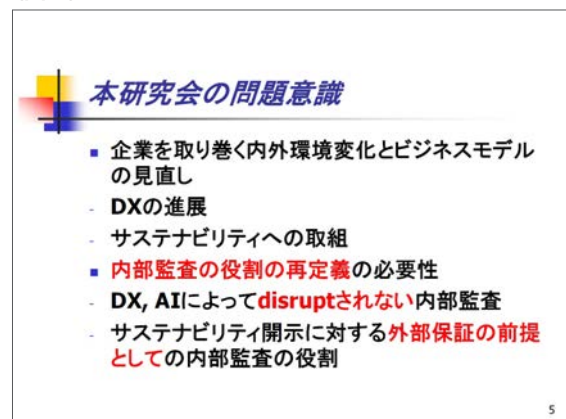 本研究会の問題意識
■ 企業を取り巻く内外環境変化とビジネスモデル
の見直し
- DXの進展
- サステナビリティへの取組
■ 内部監査の役割の再定義の必要性
- DX, AIによってdisruptされない内部監査
- サステナビリティ開示に対する外部保証の前提
としての内部監査の役割
5